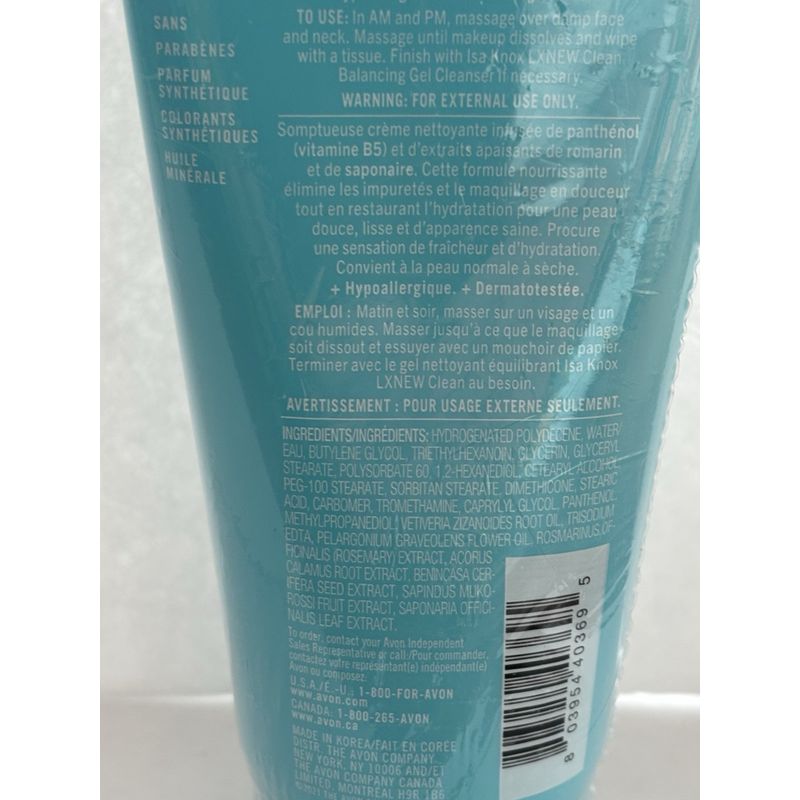 SANS
PARABÈNES
PARFUM
SYNTHÉTIQUE
COLORANTS
SYNTHÉTIQUES
HUILE
MINÉRALE
TO USE: In AM and PM, massage over damp face
and neck. Massage until makeup dissolves and wipe
with a tissue. Finish with Isa Knox LXNEW Clean
Balancing Gel Cleanser if necessary.
WARNING: FOR EXTERNAL USE ONLY.
Somptueuse crème nettoyante infusée de panthénol
(vitamine B5) et d'extraits apaisants de romarin
et de saponaire. Cette formule nourrissante
élimine les impuretés et le maquillage en douceur
tout en restaurant l'hydratation pour une peau
douce, lisse et d'apparence saine. Procure
une sensation de fraîcheur et d'hydratation.
Convient à la peau normale à sèche.
+ Hypoallergique. + Dermatotestée.
EMPLOI : Matin et soir, masser sur un visage et un
cou humides. Masser jusqu'à ce que le maquillage
soit dissout et essuyer avec un mouchoir de papier.
Terminer avec le gel nettoyant équilibrant Isa Knox
LXNEW Clean au besoin.
AVERTISSEMENT : POUR USAGE EXTERNE SEULEMENT.
INGREDIENTS/INGRÉDIENTS: HYDROGENATED POLYDECENE, WATER/
EAU, BUTYLENE GLYCOL, TRIETHYLHEXANOIN, GLYCERIN, GLYCERYL
STEARATE, POLYSORBATE 60, 1,2-HEXANEDIOL, CETEARYL ALCOHOL,
PEG-100 STEARATE, SORBITAN STEARATE, DIMETHICONE, STEARIC
ACID, CARBOMER, TROMETHAMINE, CAPRYLYL GLYCOL, PANTHENOL,
METHYLPROPANEDIOL, VETIVERIA ZIZANOIDES ROOT OIL, TRISODIUM
EDTA, PELARGONIUM GRAVEOLENS FLOWER OIL, ROSMARINUS OF-
FICINALIS (ROSEMARY) EXTRACT, ACORUS
CALAMUS ROOT EXTRACT, BENINCASA CER-
IFERA SEED EXTRACT, SAPINDUS MUKO-
ROSSI FRUIT EXTRACT, SAPONARIA OFFICI-
NALIS LEAF EXTRACT.
To order, contact your Avon Independent
Sales Representative or call:/Pour commander,
contactez votre représentant(e) indépendant(e)
Avon ou composez :
U.S.A./É.-U.: 1-800-FOR-AVON
www.avon.com
CANADA: 1-800-265-AVON
www.avon.ca
MADE IN KOREA/FAIT EN CORÉE
DISTR. THE AVON COMPANY
NEW YORK, NY 10006 AND/ET
THE AVON COMPANY CANADA
LIMITED, MONTREAL H9R 1B6
©2021 THE AVON
8 03954 40369 5